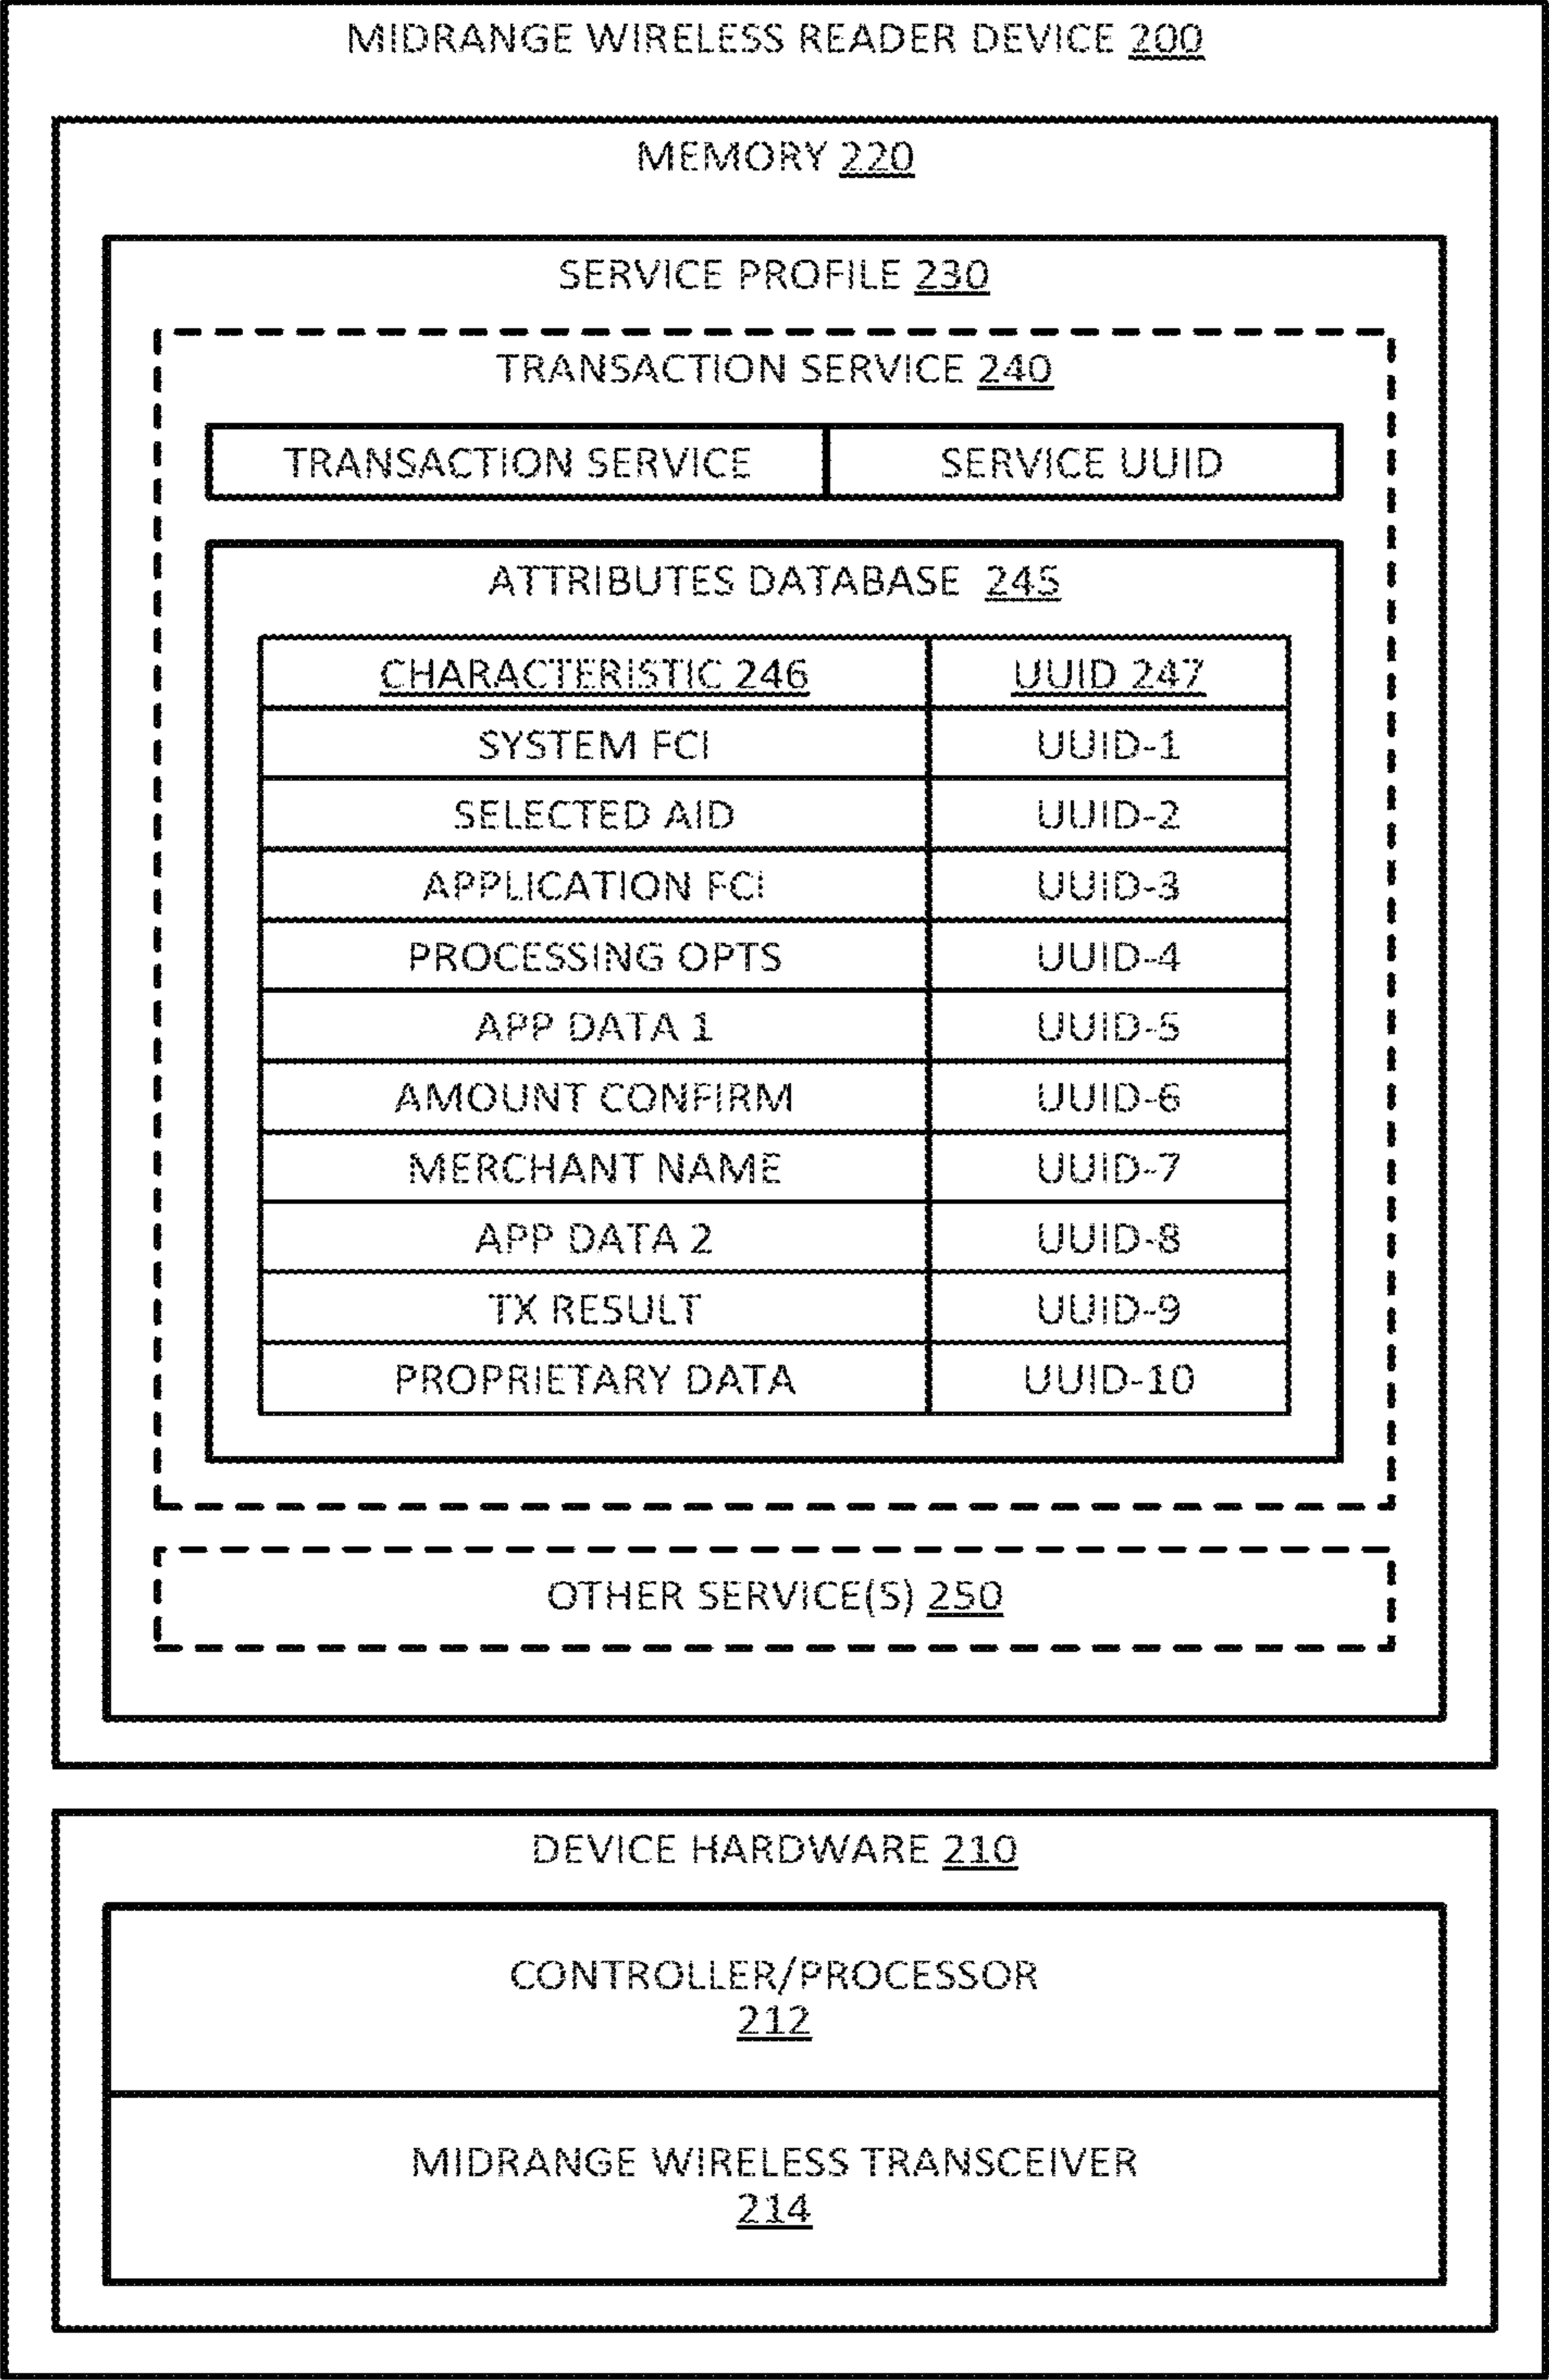 MIDRANGE WIRELESS READER DEVICE 200
MEMORY 220
SERVICE PROFILE 230
TRANSACTION SERVICE 240
TRANSACTION SERVICE SERVICE UUID
ATTRIBUTES DATABASE 245
CHARACTERISTIC 246 UUID 247
SYSTEM FCI UUID-1
SELECTED AID UUID-2
APPLICATION FCI UUID-3
PROCESSING OPTS UUID-4
APP DATA 1 UUID-5
AMOUNT CONFIRM UUID-6
MERCHANT NAME UUID-7
APP DATA 2 UUID-8
TX RESULT UUID-9
PROPRIETARY DATA UUID-10
OTHER SERVICE(S) 250
DEVICE HARDWARE 210
CONTROLLER/PROCESSOR
212
MIDRANGE WIRELESS TRANSCEIVER
214